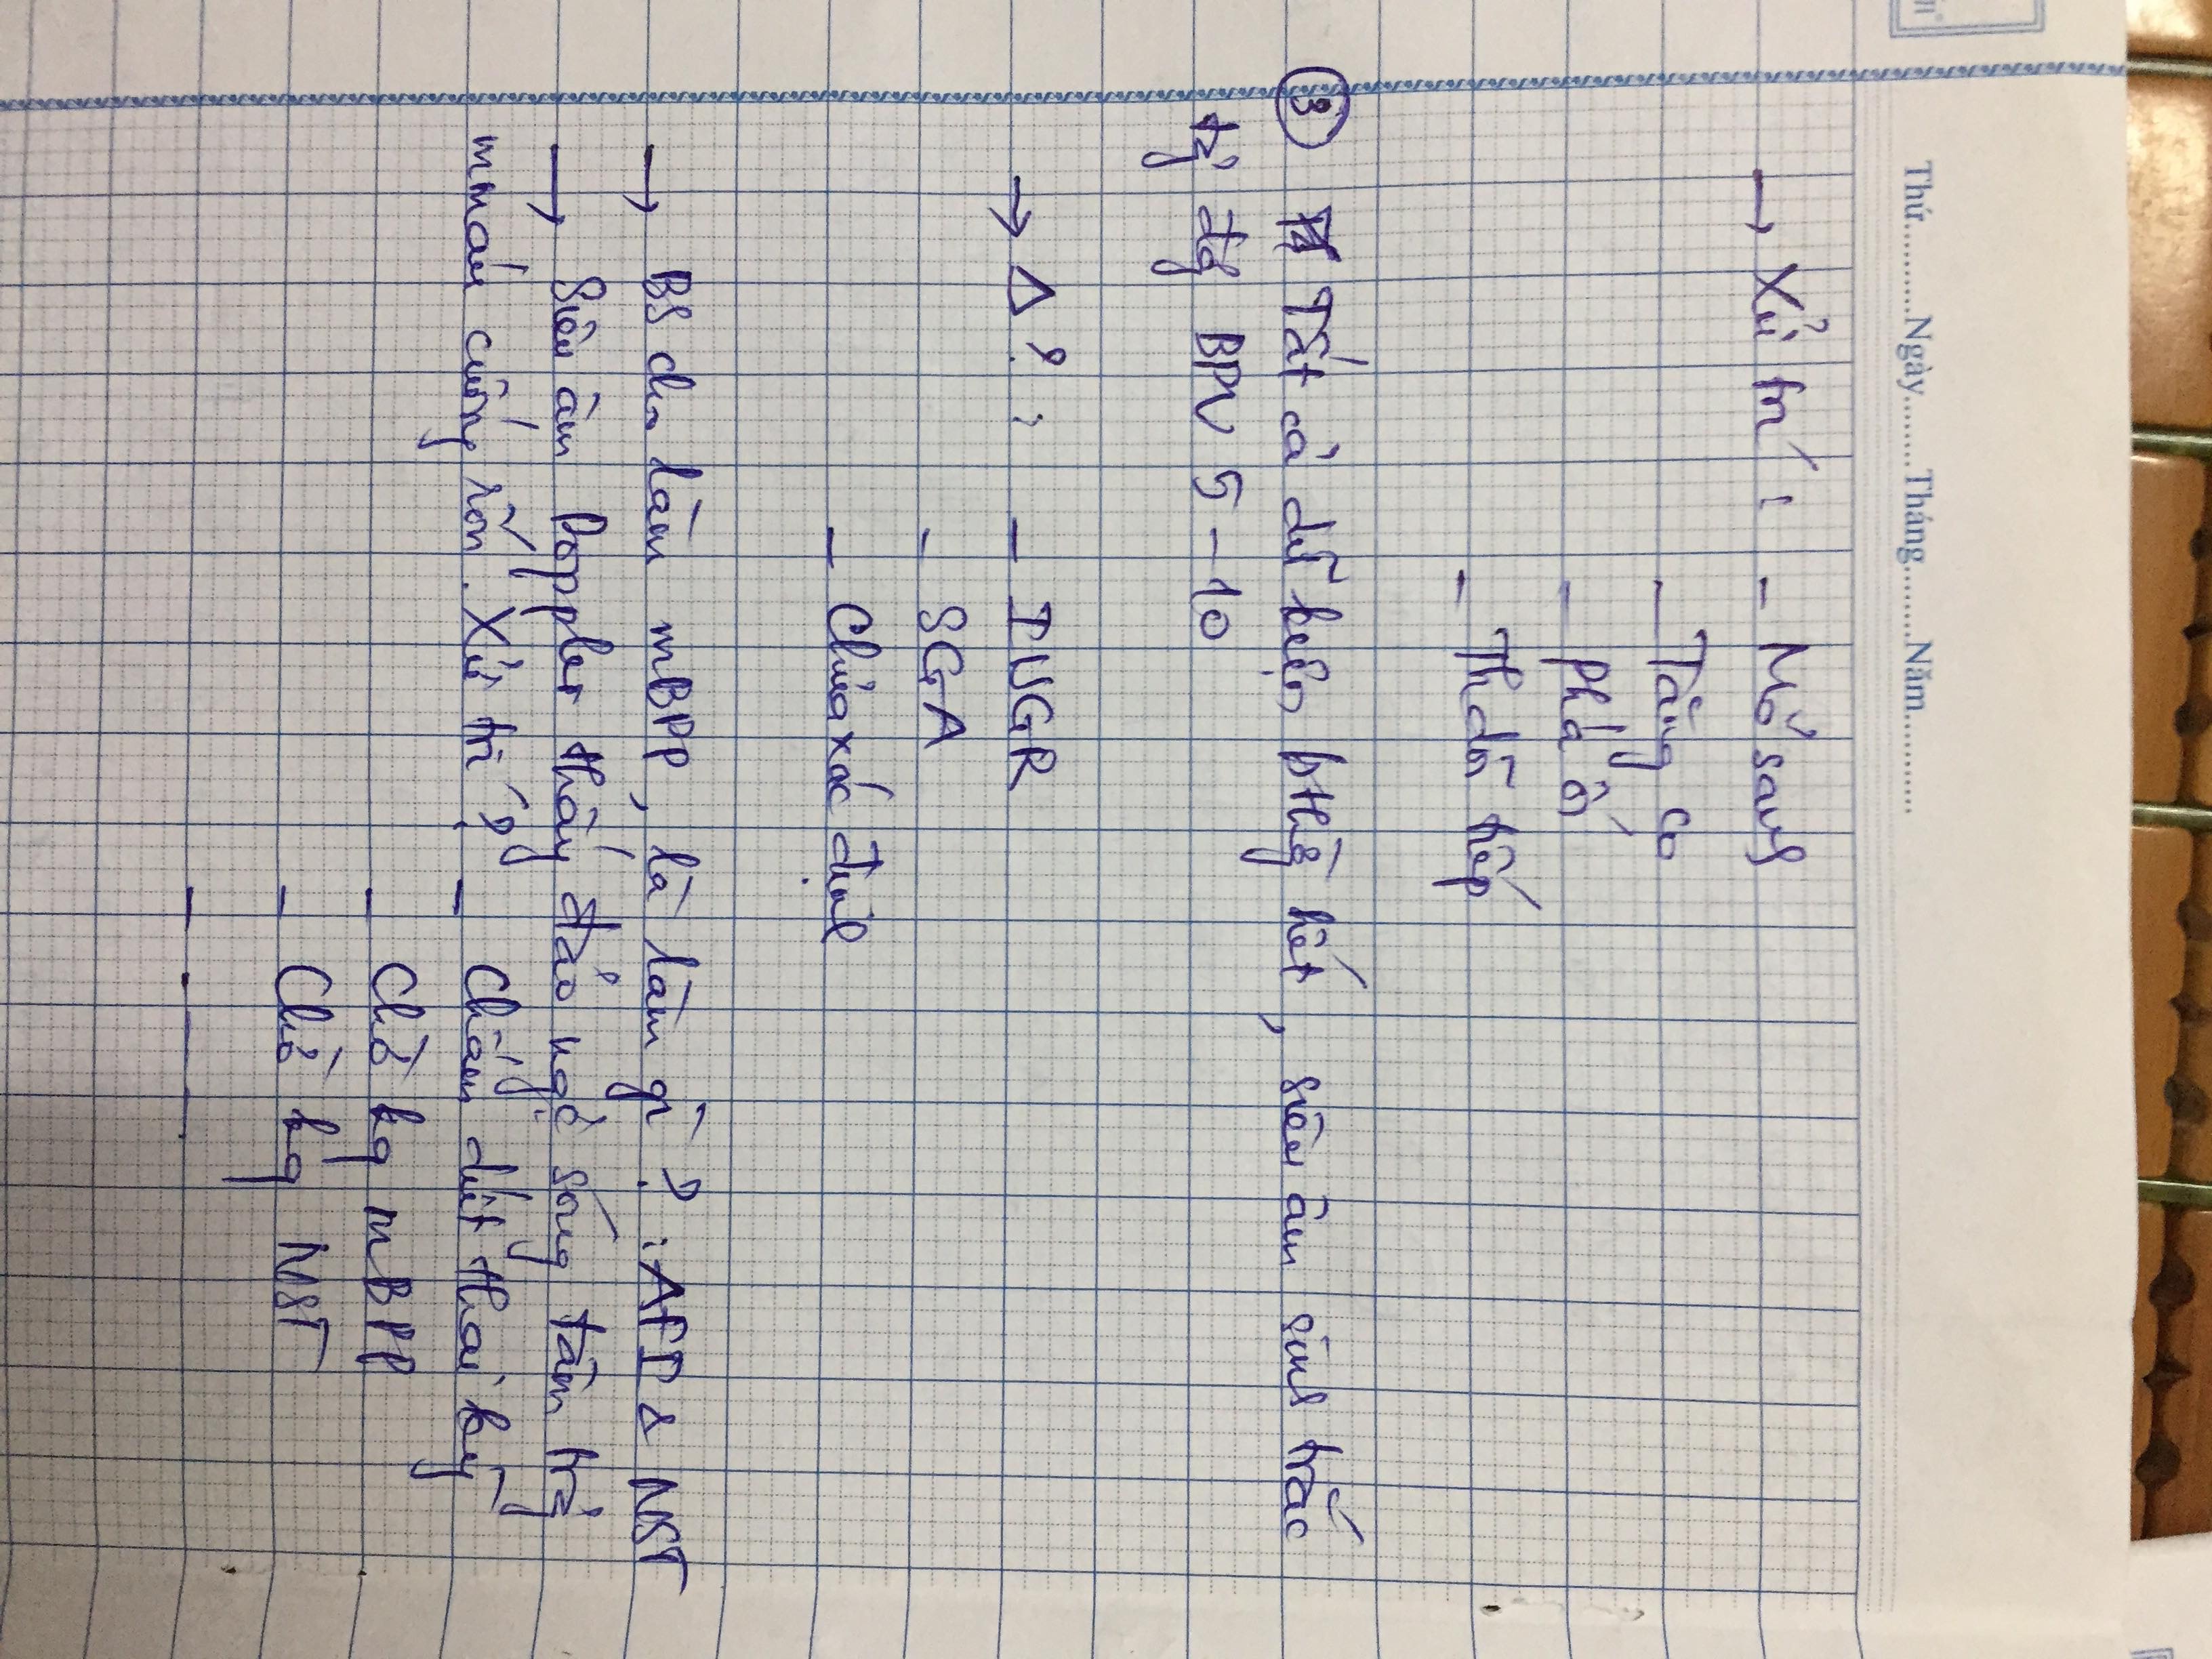 Thứ..........Ngày........Tháng........Năm...........
→ Xử trí : - Mổ sanh
- Tăng co
- Phá ối
- Th dõi tiếp
③ Tất cả dữ kiện bthg hết, siêu âm sinh trắc
tg đg BPV 5-10
→ Δ ? : - IUGR
- SGA
- Chưa xác định
→ BS cho làm mBPP, là làm gì ? : AFI & NST
→ Siêu âm Doppler thấy đảo ngc sóng tâm trg
mmáu cuống rốn. Xử trí ? - Chấm dứt thai kỳ
- Chờ kq mBPP
- Chờ kq NST
- - - -